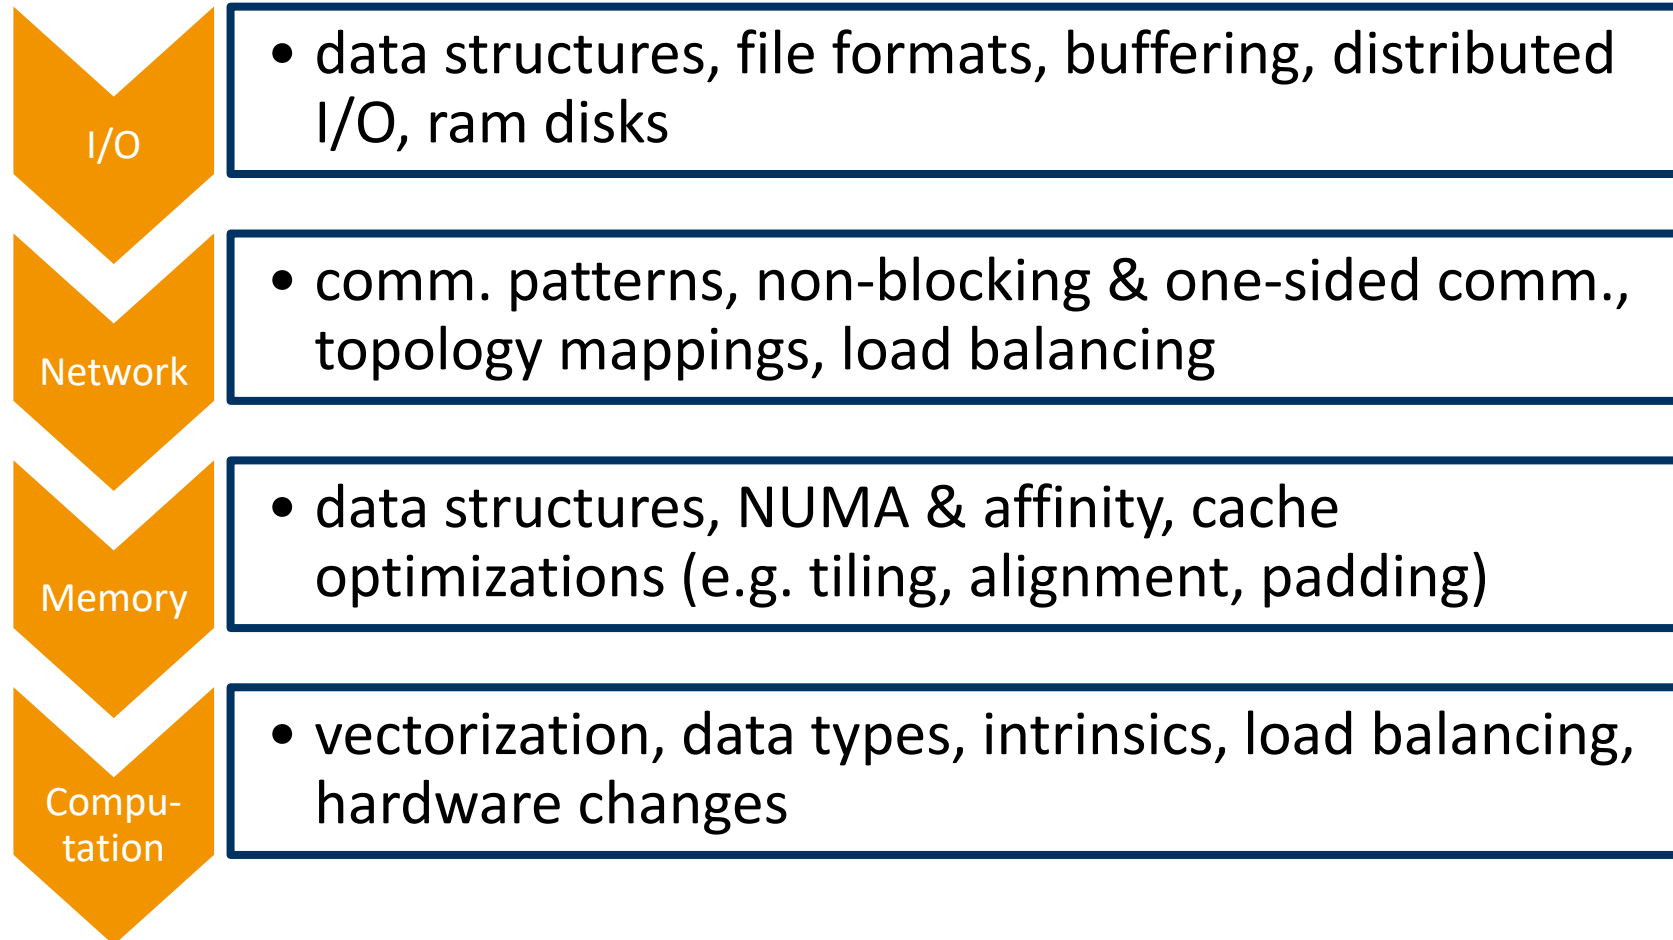 I/O
• data structures, file formats, buffering, distributed
I/O, ram disks
Network
• comm. patterns, non-blocking & one-sided comm.,
topology mappings, load balancing
Memory
• data structures, NUMA & affinity, cache
optimizations (e.g. tiling, alignment, padding)
Compu-
tation
• vectorization, data types, intrinsics, load balancing,
hardware changes